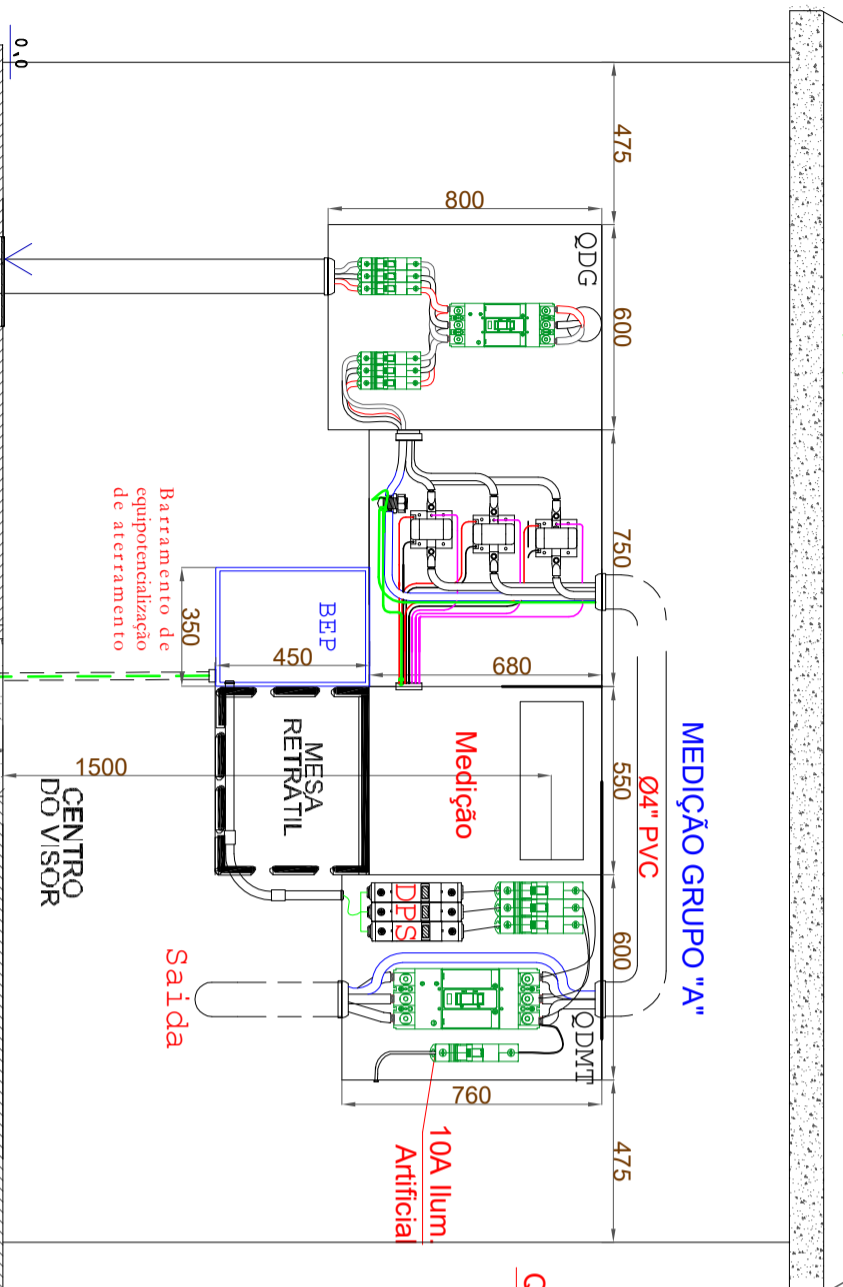 0,0
475
800
QDG
600
750
Barramento de
equipotencialização
de aterramento
BEP
350
450
680
MEDIÇÃO GRUPO "A"
Ø4" PVC
550
Medição
MESA
RETRÁTIL
1500
CENTRO
DO VISOR
DPS
600
Saida
QDMT
760
475
10A Ilum.
Artificial